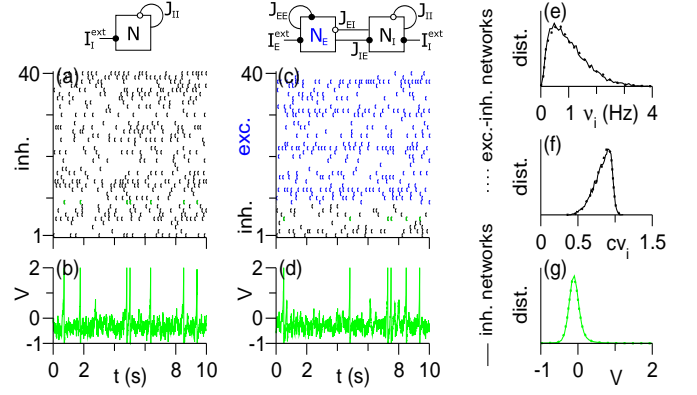 J_II
N
I_I^ext
J_EE
J_EI
J_II
N_E
N_I
I_E^ext
J_IE
I_I^ext
(a)
40
inh.
1
(c)
40
exc.
inh.
1
(b)
2
V
0
-1
0 2 4 6 8 10
t (s)
(d)
2
0
-1
0 2 4 6 8 10
t (s)
— inh. networks
.... exc.-inh. networks
(e)
dist.
0 1 ν_i (Hz) 4
(f)
dist.
0 0.5 cv_i 1.5
(g)
dist.
-1 0 V 2